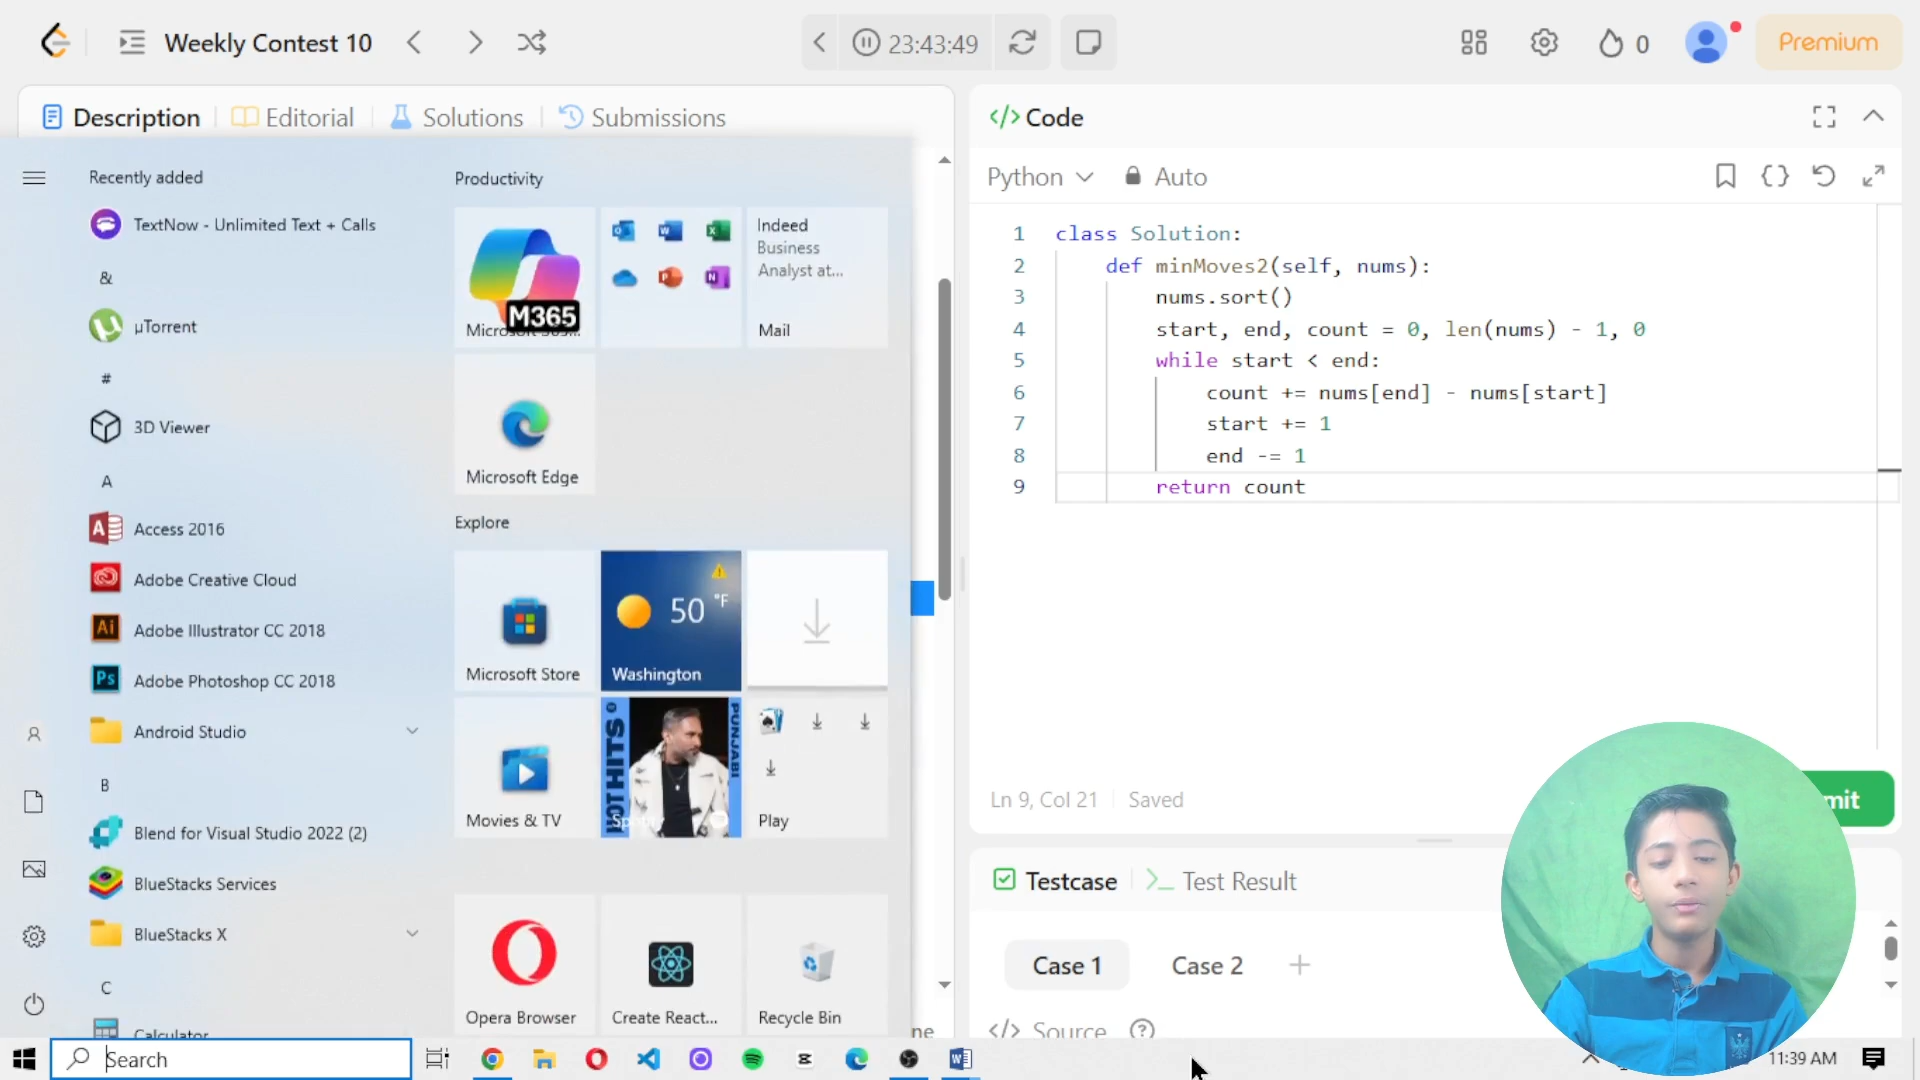 Weekly Contest 10
23:43:49
0
Premium
Description
Editorial
Solutions
Submissions
Recently added
TextNow - Unlimited Text + Calls
&
µTorrent
#
3D Viewer
A
Access 2016
Adobe Creative Cloud
Adobe Illustrator CC 2018
Adobe Photoshop CC 2018
Android Studio
B
Blend for Visual Studio 2022 (2)
BlueStacks Services
BlueStacks X
C
Calculator
Productivity
M365
Indeed
Business
Analyst at...
Mail
Microsoft Edge
Explore
Microsoft Store
50 °F
Washington
Movies & TV
HOT HITS
PUNJABI
Play
Opera Browser
Create React...
Recycle Bin
ne
</> Code
Python
Auto
1 class Solution:
2 def minMoves2(self, nums):
3 nums.sort()
4 start, end, count = 0, len(nums) - 1, 0
5 while start < end:
6 count += nums[end] - nums[start]
7 start += 1
8 end -= 1
9 return count
Ln 9, Col 21
Saved
mit
Testcase
Test Result
Case 1
Case 2
+
</> Source
Search
11:39 AM